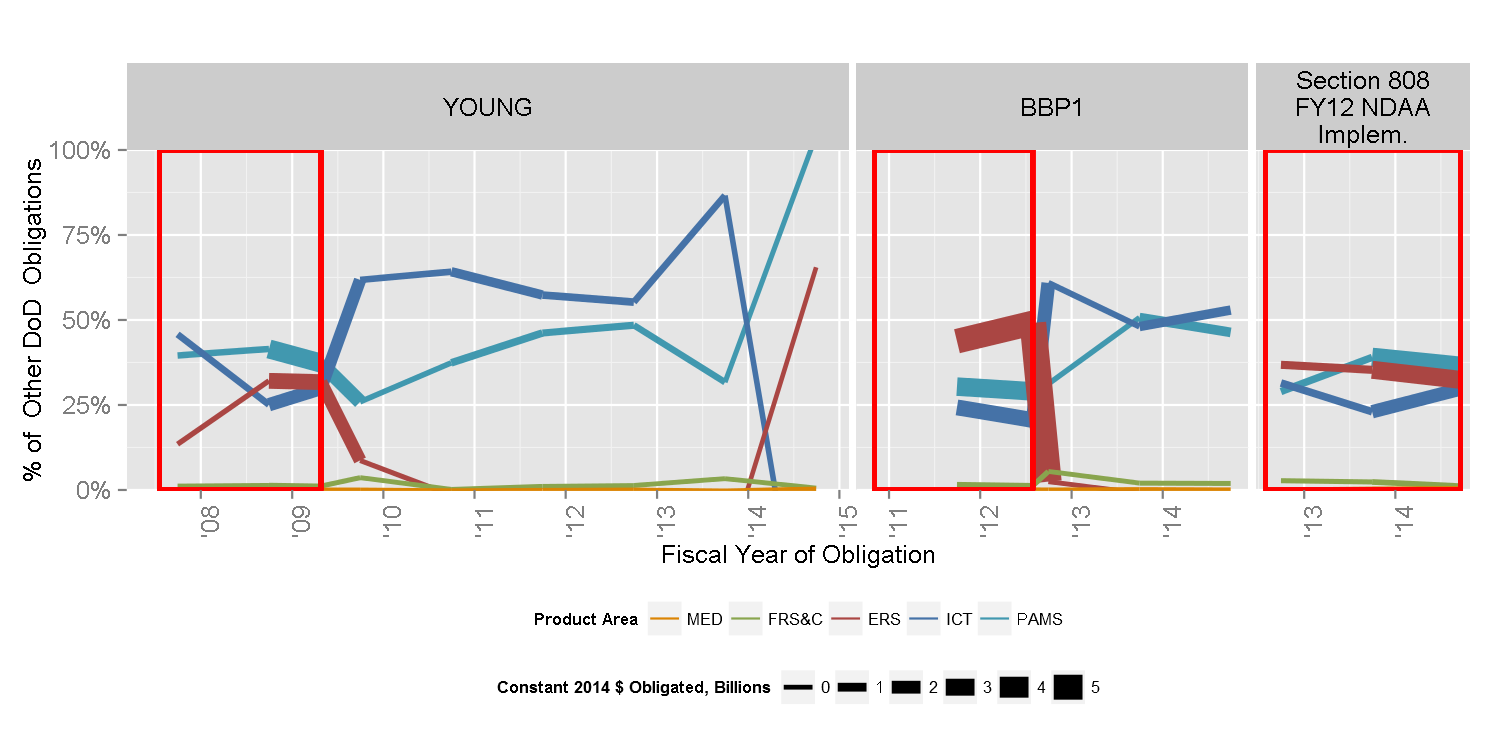 YOUNG
BBP1
Section 808
FY12 NDAA
Implem.
% of  Other DoD  Obligations
100%
75%
50%
25%
0%
'08
'09
'10
'11
'12
'13
'14
'15
'11
'12
'13
'14
'13
'14
Fiscal Year of Obligation
Product Area MED FRS&C ERS ICT PAMS
Constant 2014 $ Obligated, Billions 0 1 2 3 4 5